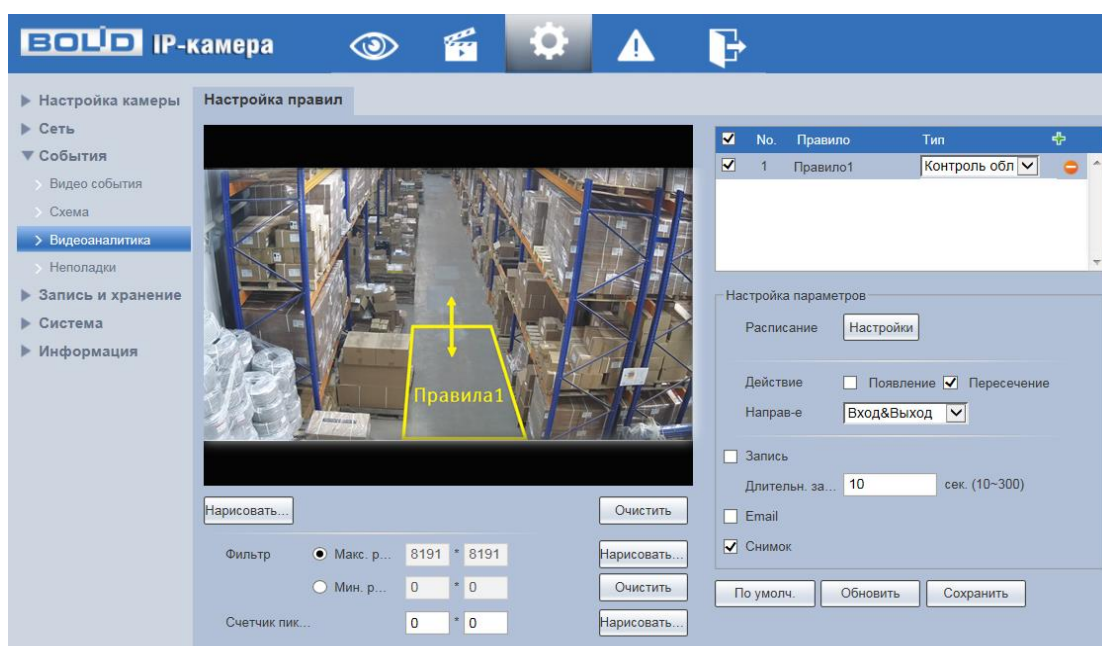 BOLID IP-камера
Настройка камеры
Сеть
События
Видео события
Схема
Видеоаналитика
Неполадки
Запись и хранение
Система
Информация
Настройка правил
Правила1
Нарисовать... Очистить
Фильтр Макс. р... 8191 * 8191 Нарисовать...
Мин. р... 0 * 0 Очистить
Счетчик пик... 0 * 0 Нарисовать...
No. Правило Тип
1 Правило1 Контроль обл
Настройка параметров
Расписание Настройки
Действие Появление Пересечение
Направ-е Вход&Выход
Запись
Длительн. за... 10 сек. (10~300)
Email
Снимок
По умолч. Обновить Сохранить